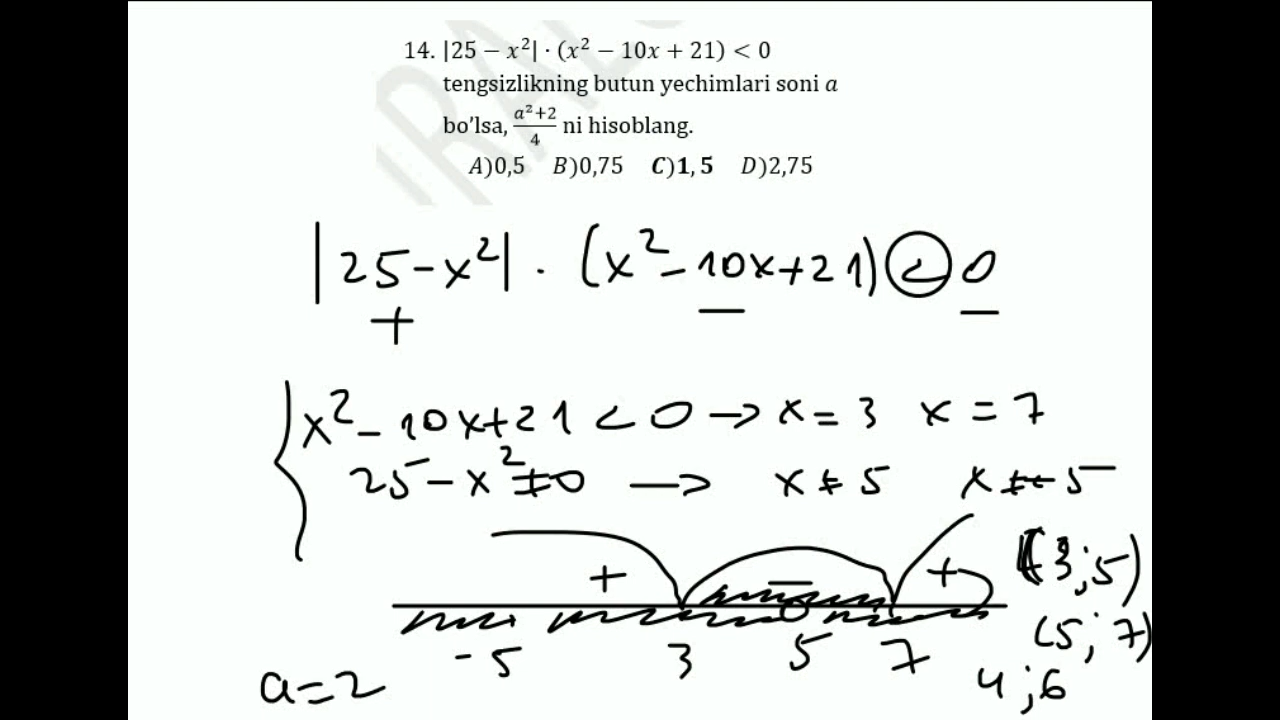 14. |25 − x²| · (x² − 10x + 21) < 0
tengsizlikning butun yechimlari soni a
bo'lsa, (a²+2)/4 ni hisoblang.
A)0,5 B)0,75 C)1,5 D)2,75
|25 − x²| · (x² − 10x + 21) < 0
+ − −
x² − 10x + 21 < 0 → x = 3 x = 7
25 − x² ≠ 0 → x ≠ 5 x ≠ −5
+ − + (3;5)
−5 3 5 7 (5;7)
a = 2 4;6